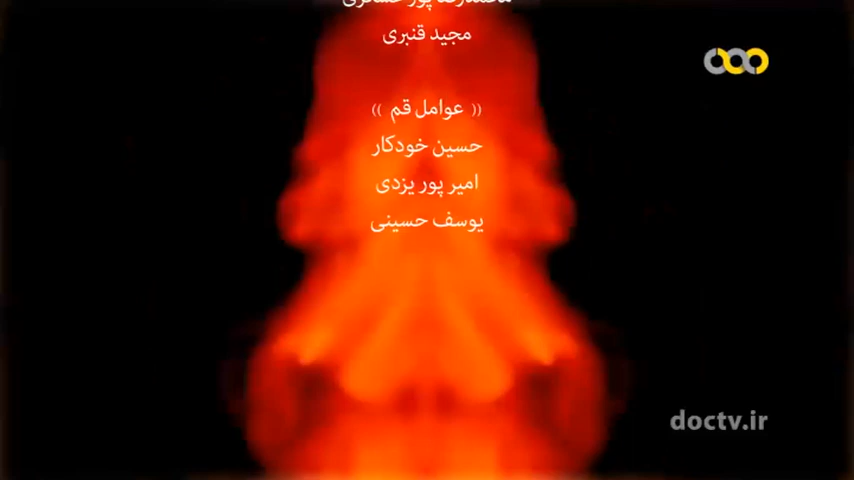 مجید قنبری
(( عوامل قم ))
حسین خودکار
امیر پور یزدی
یوسف حسینی
doctv.ir